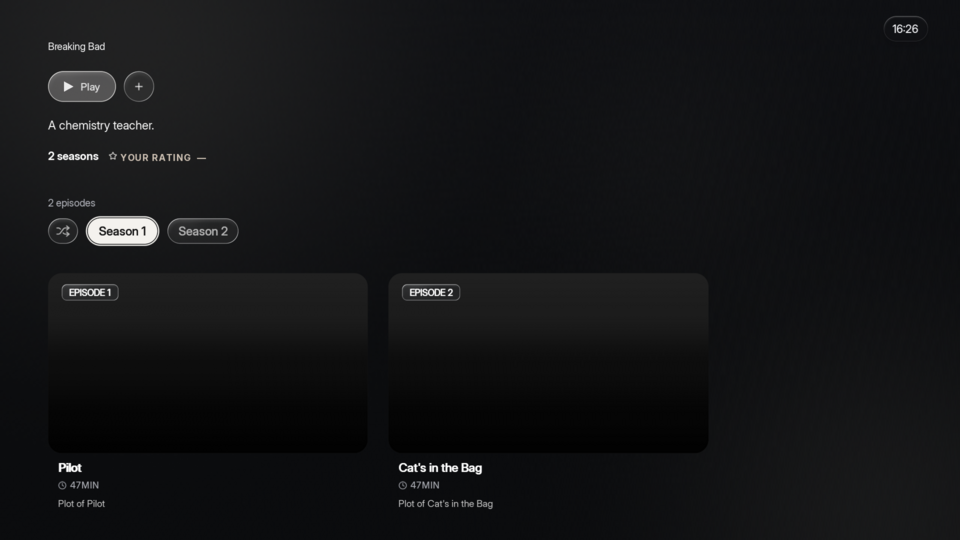 16:26
Breaking Bad
Play
A chemistry teacher.
2 seasons YOUR RATING —
2 episodes
Season 1 Season 2
EPISODE 1 EPISODE 2
Pilot Cat's in the Bag
47MIN 47MIN
Plot of Pilot Plot of Cat's in the Bag